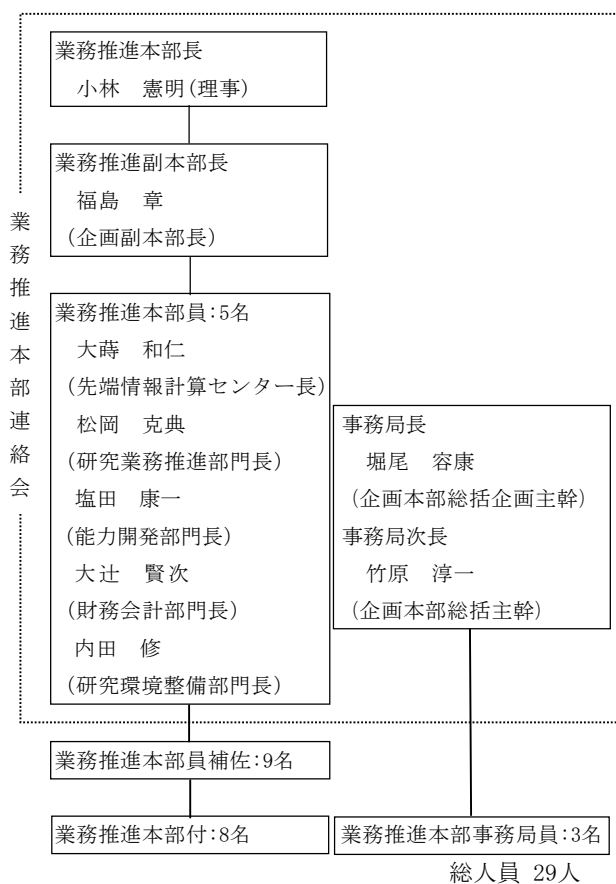 業務推進本部連絡会
業務推進本部長
小林　憲明(理事)
業務推進副本部長
福島　章
(企画副本部長)
業務推進本部員:5名
大蒔　和仁
(先端情報計算センター長)
松岡　克典
(研究業務推進部門長)
塩田　康一
(能力開発部門長)
大辻　賢次
(財務会計部門長)
内田　修
(研究環境整備部門長)
事務局長
堀尾　容康
(企画本部総括企画主幹)
事務局次長
竹原　淳一
(企画本部総括主幹)
業務推進本部員補佐:9名
業務推進本部付:8名
業務推進本部事務局員:3名
総人員 29人